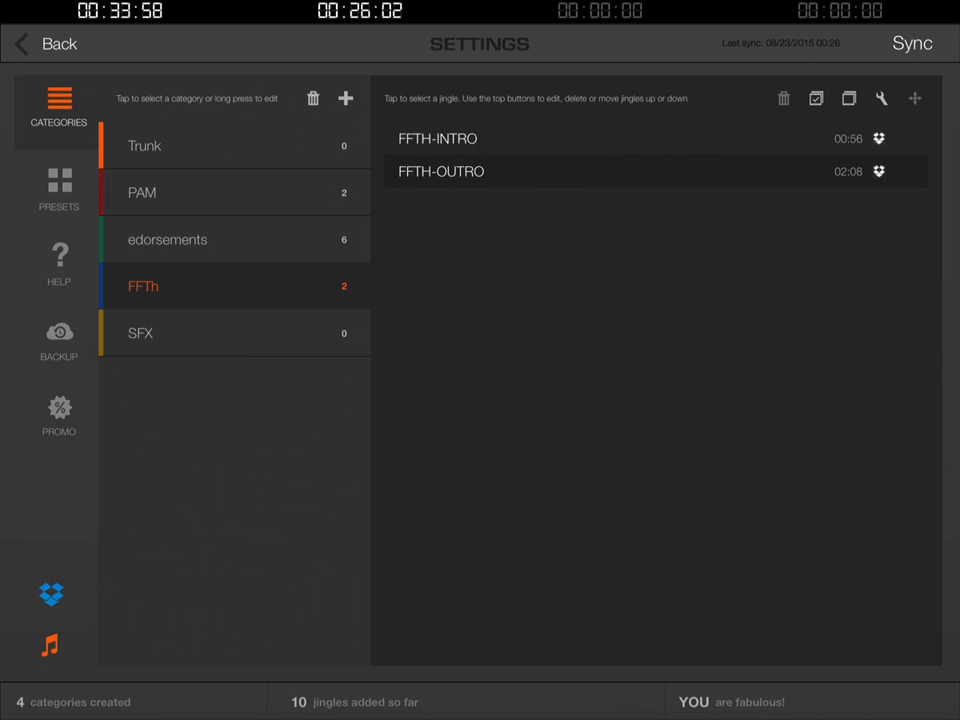 00:33:58 00:26:02 00:00:00 00:00:00
Back SETTINGS Last sync: 08/23/2015 00:26 Sync
Tap to select a category or long press to edit
Tap to select a jingle. Use the top buttons to edit, delete or move jingles up or down
CATEGORIES
PRESETS
?
HELP
BACKUP
%
PROMO
Trunk 0
PAM 2
edorsements 6
FFTh 2
SFX 0
FFTH-INTRO 00:56
FFTH-OUTRO 02:08
4 categories created 10 jingles added so far YOU are fabulous!